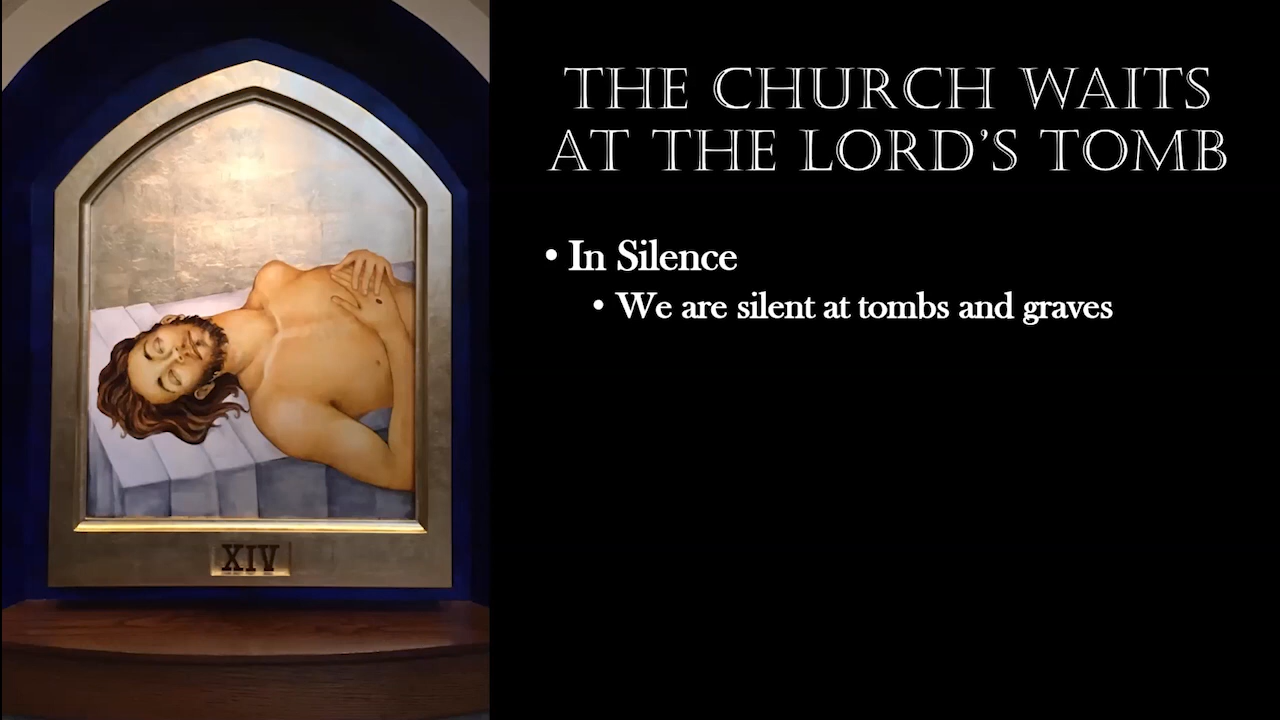 THE CHURCH WAITS
AT THE LORD'S TOMB
• In Silence
• We are silent at tombs and graves
XIV